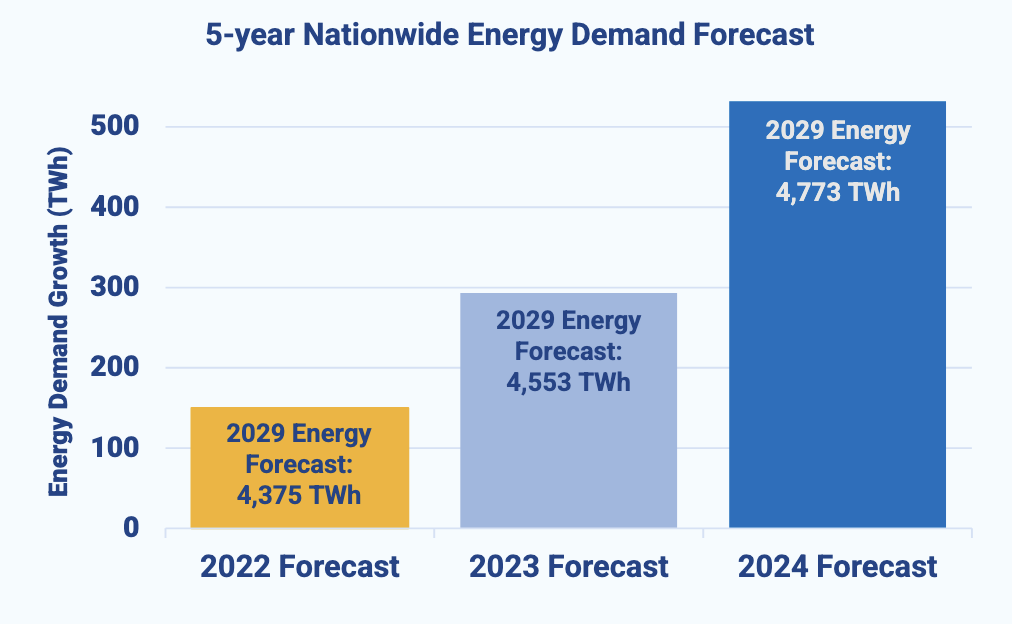 5-year Nationwide Energy Demand Forecast
Energy Demand Growth (TWh)
500
400
300
200
100
0
2029 Energy
Forecast:
4,375 TWh
2029 Energy
Forecast:
4,553 TWh
2029 Energy
Forecast:
4,773 TWh
2022 Forecast
2023 Forecast
2024 Forecast